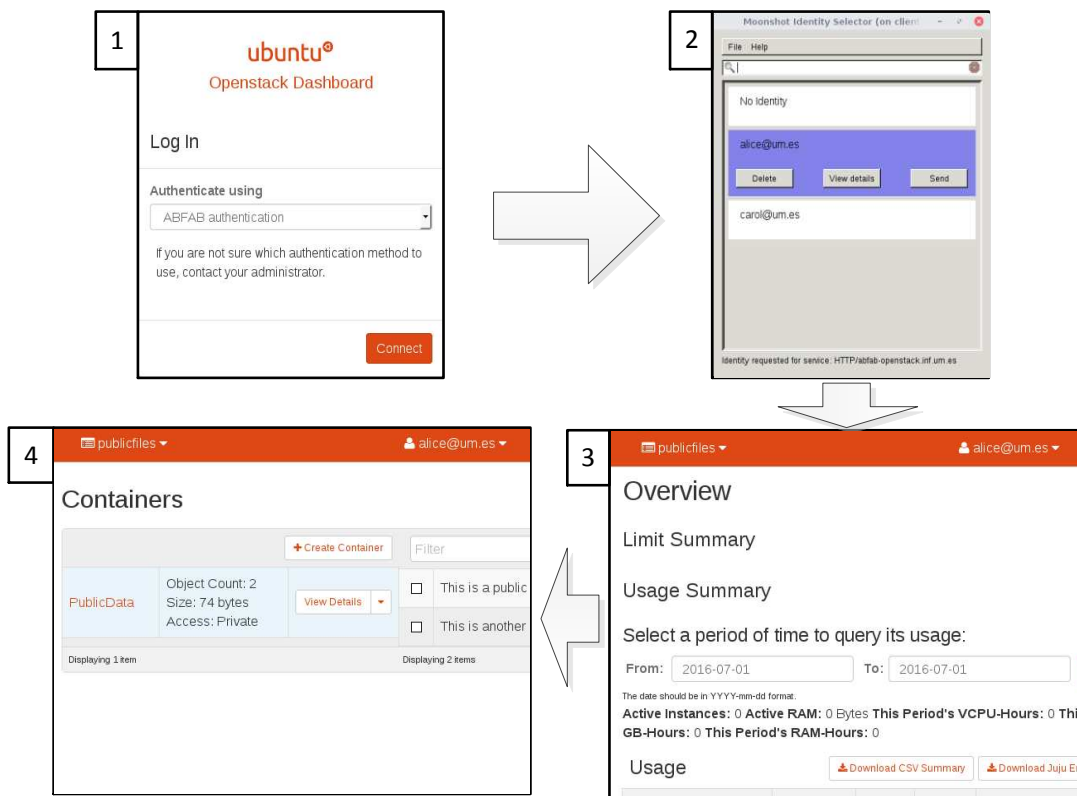 1
ubuntu
Openstack Dashboard
Log In
Authenticate using
ABFAB authentication
If you are not sure which authentication method to
use, contact your administrator.
Connect
2
Moonshot Identity Selector (on client
File Help
No Identity
alice@um.es
Delete View details Send
carol@um.es
Identity requested for service: HTTP/abfab-openstack.inf.um.es
3
publicfiles alice@um.es
Overview
Limit Summary
Usage Summary
Select a period of time to query its usage:
From: 2016-07-01 To: 2016-07-01
The date should be in YYYY-mm-dd format.
Active Instances: 0 Active RAM: 0 Bytes This Period's VCPU-Hours: 0 Thi
GB-Hours: 0 This Period's RAM-Hours: 0
Usage Download CSV Summary Download Juju E
4
publicfiles alice@um.es
Containers
+Create Container Filter
PublicData
Object Count: 2
Size: 74 bytes
Access: Private
View Details
This is a public
This is another
Displaying 1 item Displaying 2 items